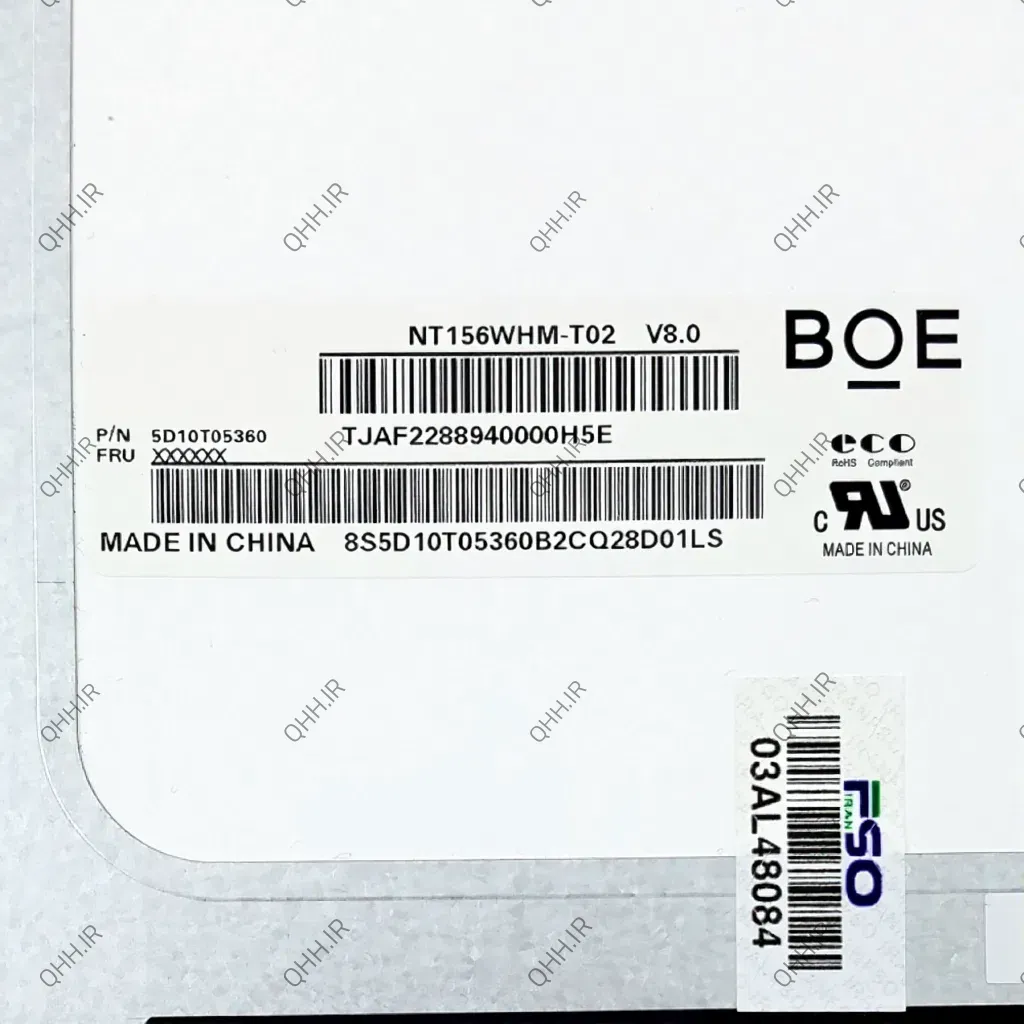 NT156WHM-T02 V8.0
BOE
TJAF2288940000H5E
P/N 5D10T05360
FRU XXXXXX
MADE IN CHINA 8S5D10T05360B2CQ28D01LS
eco
RoHS Compliant
C RU ® US
MADE IN CHINA
03AL48084
FSO
IRAN
QHH.IR